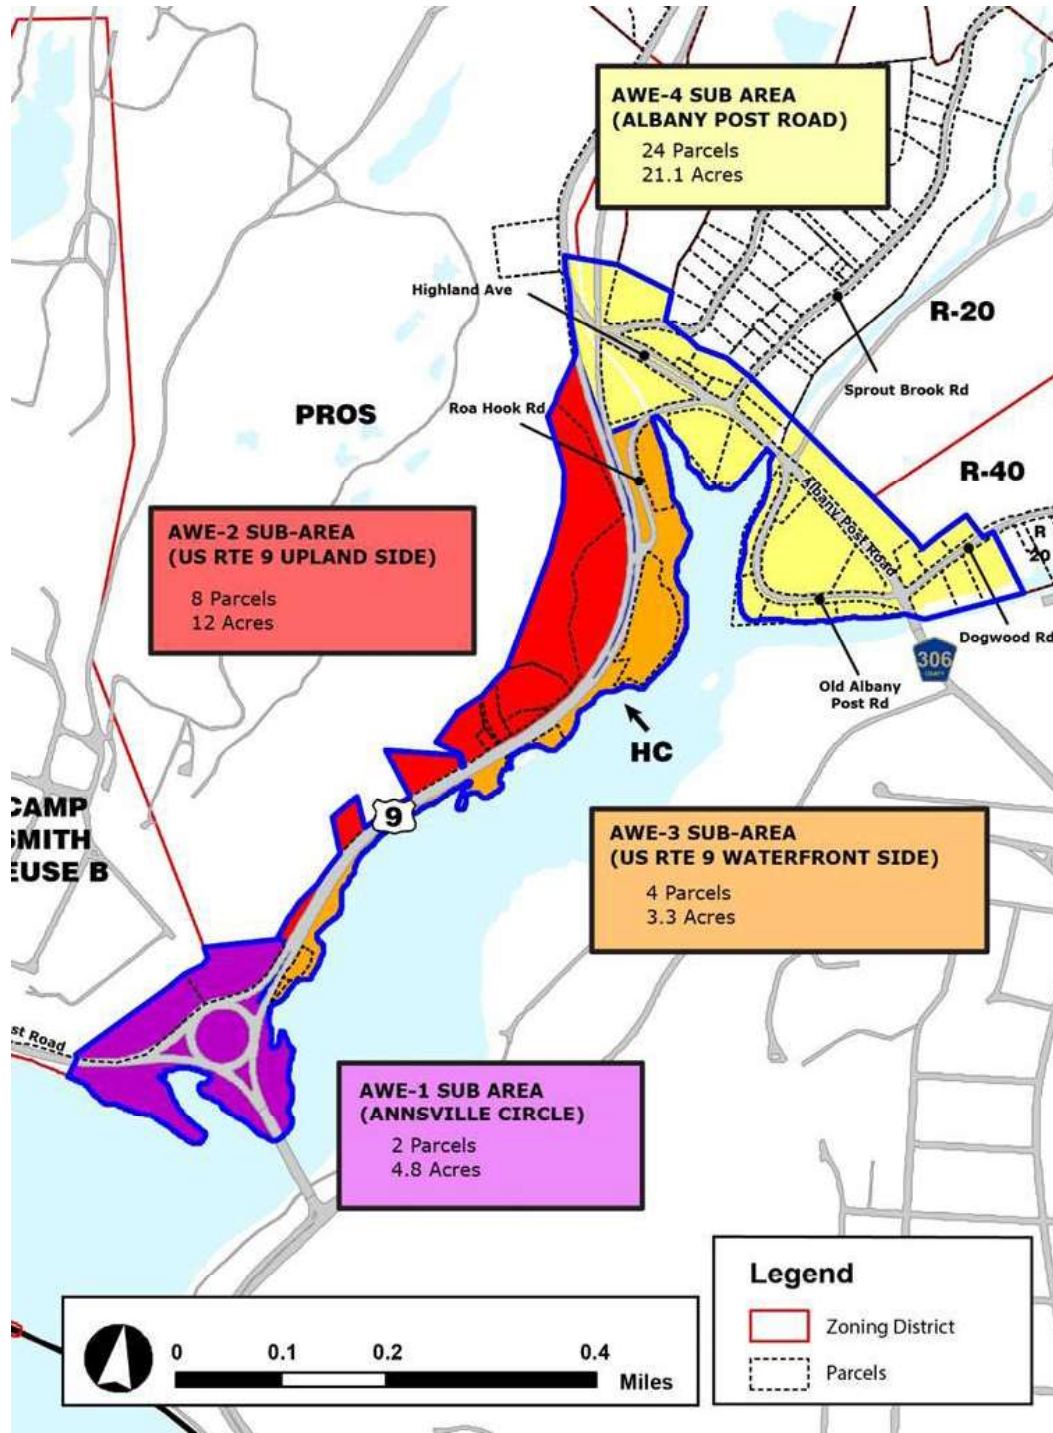 AWE-4 SUB AREA
(ALBANY POST ROAD)
24 Parcels
21.1 Acres
Highland Ave
R-20
Sprout Brook Rd
PROS
Roa Hook Rd
R-40
Albany Post Road
R
20
AWE-2 SUB-AREA
(US RTE 9 UPLAND SIDE)
8 Parcels
12 Acres
Dogwood Rd
306
COUNTY
Old Albany
Post Rd
HC
CAMP
SMITH
EUSE B
9
AWE-3 SUB-AREA
(US RTE 9 WATERFRONT SIDE)
4 Parcels
3.3 Acres
st Road
AWE-1 SUB AREA
(ANNSVILLE CIRCLE)
2 Parcels
4.8 Acres
Legend
Zoning District
Parcels
0 0.1 0.2 0.4
Miles